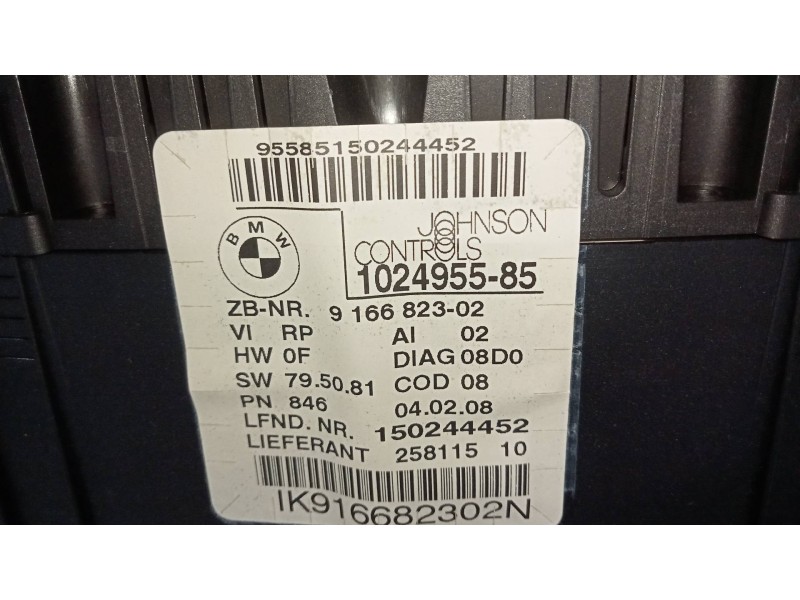 95585150244452
BMW
JOHNSON
CONTROLS
1024955-85
ZB-NR. 9 166 823-02
VI RP AI 02
HW 0F DIAG 08D0
SW 79.50.81 COD 08
PN 846 04.02.08
LFND. NR. 150244452
LIEFERANT 258115 10
IK916682302N